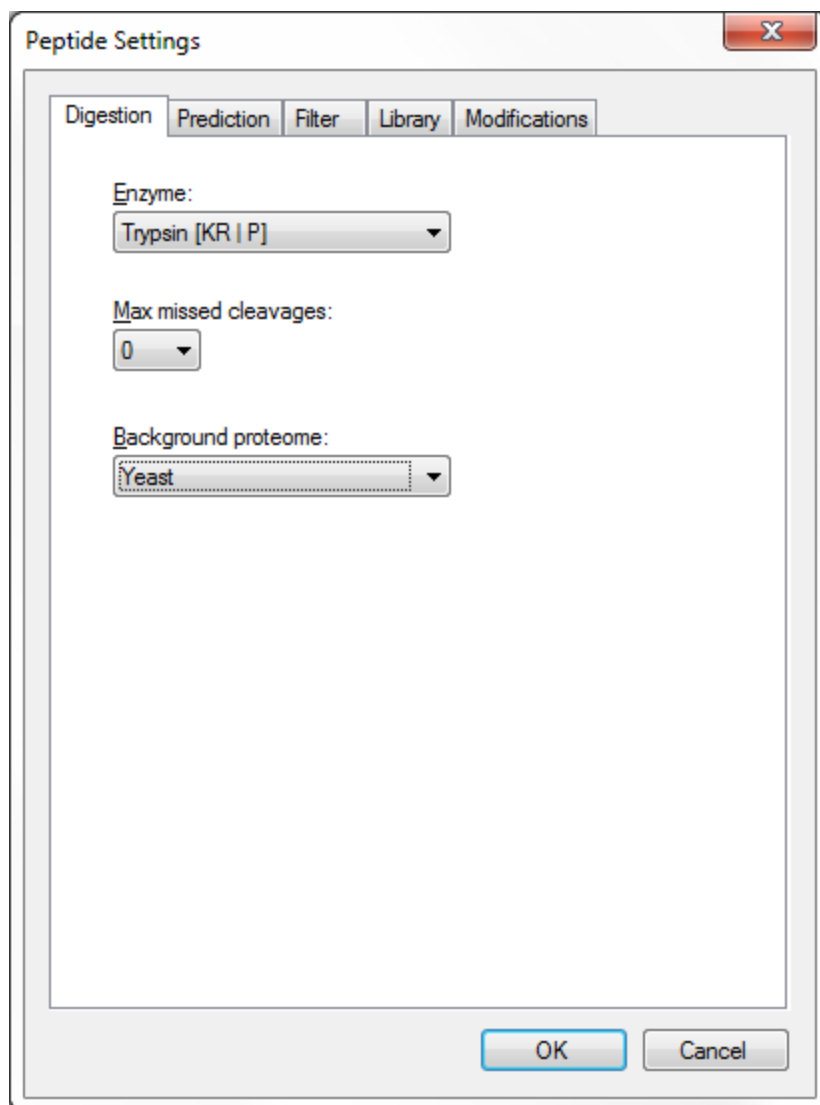 Peptide Settings
Digestion Prediction Filter Library Modifications
Enzyme:
Trypsin [KR | P]
Max missed cleavages:
0
Background proteome:
Yeast
OK Cancel